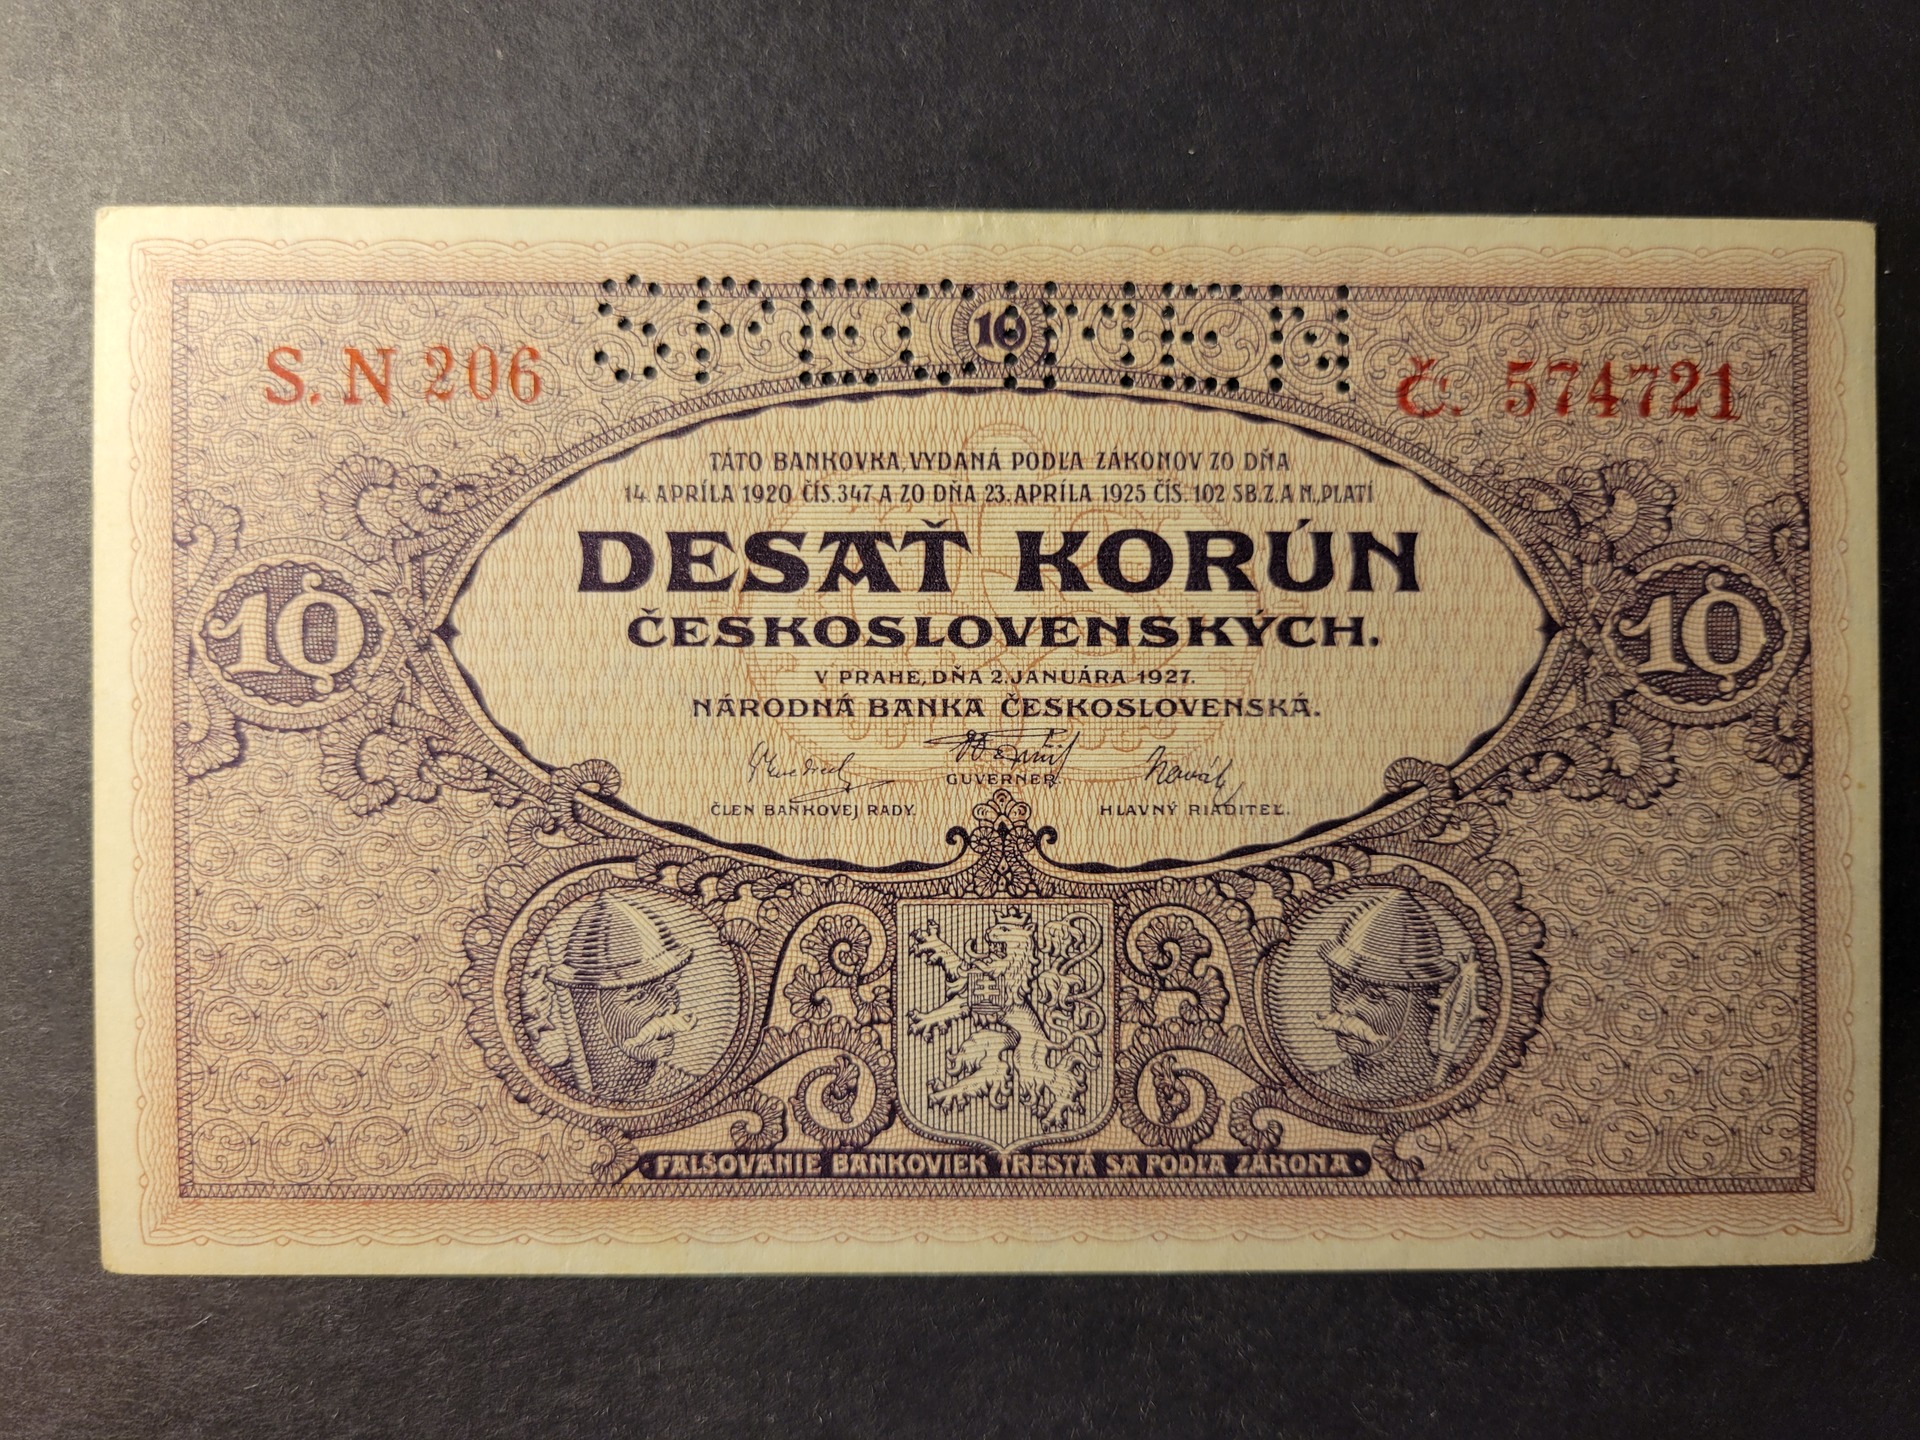 SPECIMEN
10
S. N 206
Č. 574721
TÁTO BANKOVKA, VYDANÁ PODĽA ZÁKONOV ZO DŇA
14. APRÍLA 1920 ČÍS. 347 A ZO DŇA 23. APRÍLA 1925 ČÍS. 102 SB. Z. A N., PLATÍ
DESAŤ KORÚN
ČESKOSLOVENSKÝCH.
10
10
V PRAHE, DŇA 2. JANUÁRA 1927.
NÁRODNÁ BANKA ČESKOSLOVENSKÁ.
GUVERNER
ČLEN BANKOVEJ RADY.
HLAVNÝ RIADITEĽ.
•FALŠOVANIE BANKOVIEK TRESTÁ SA PODĽA ZÁKONA•